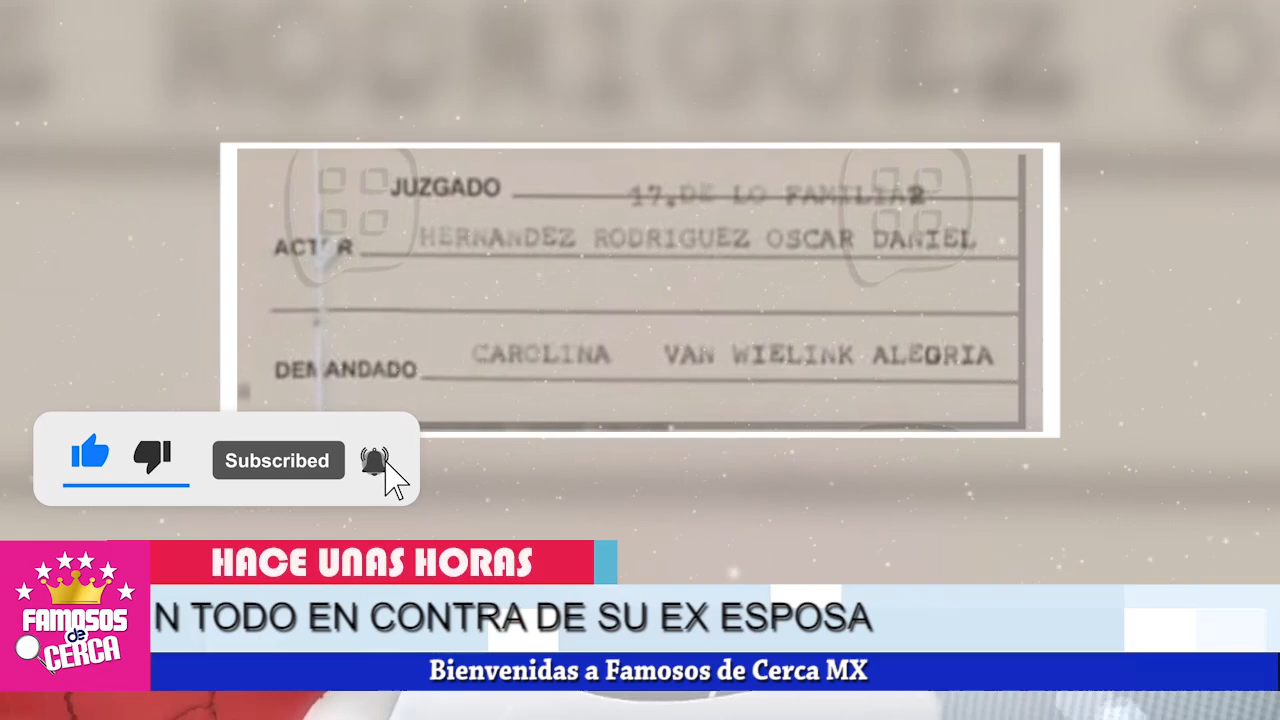 E RODRIGUEZ O
JUZGADO 17.DE LO FAMILIAR
ACTOR HERNANDEZ RODRIGUEZ OSCAR DANIEL
DEMANDADO CAROLINA VAN WIELINK ALEGRIA
Subscribed
HACE UNAS HORAS
N TODO EN CONTRA DE SU EX ESPOSA
FAMOSOS
de
CERCA
Bienvenidas a Famosos de Cerca MX